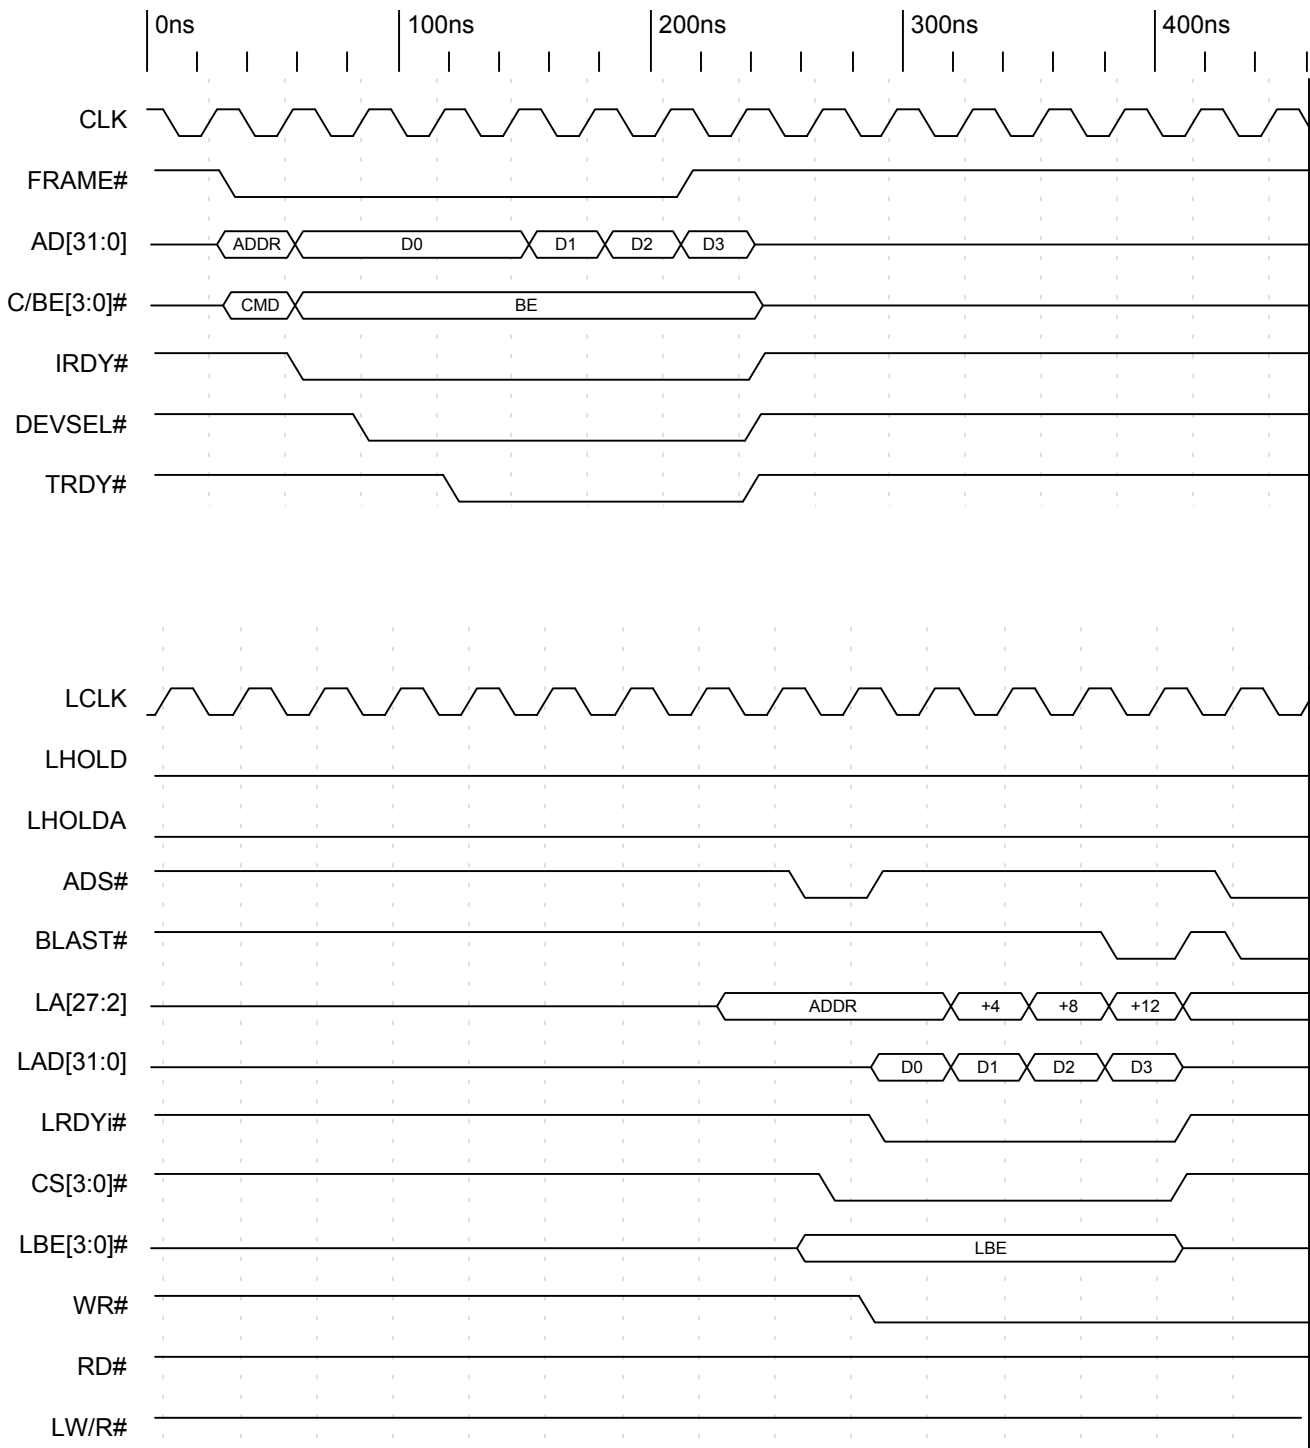 0ns 100ns 200ns 300ns 400ns
CLK
FRAME#
AD[31:0] ADDR D0 D1 D2 D3
C/BE[3:0]# CMD BE
IRDY#
DEVSEL#
TRDY#
LCLK
LHOLD
LHOLDA
ADS#
BLAST#
LA[27:2] ADDR +4 +8 +12
LAD[31:0] D0 D1 D2 D3
LRDYi#
CS[3:0]#
LBE[3:0]# LBE
WR#
RD#
LW/R#